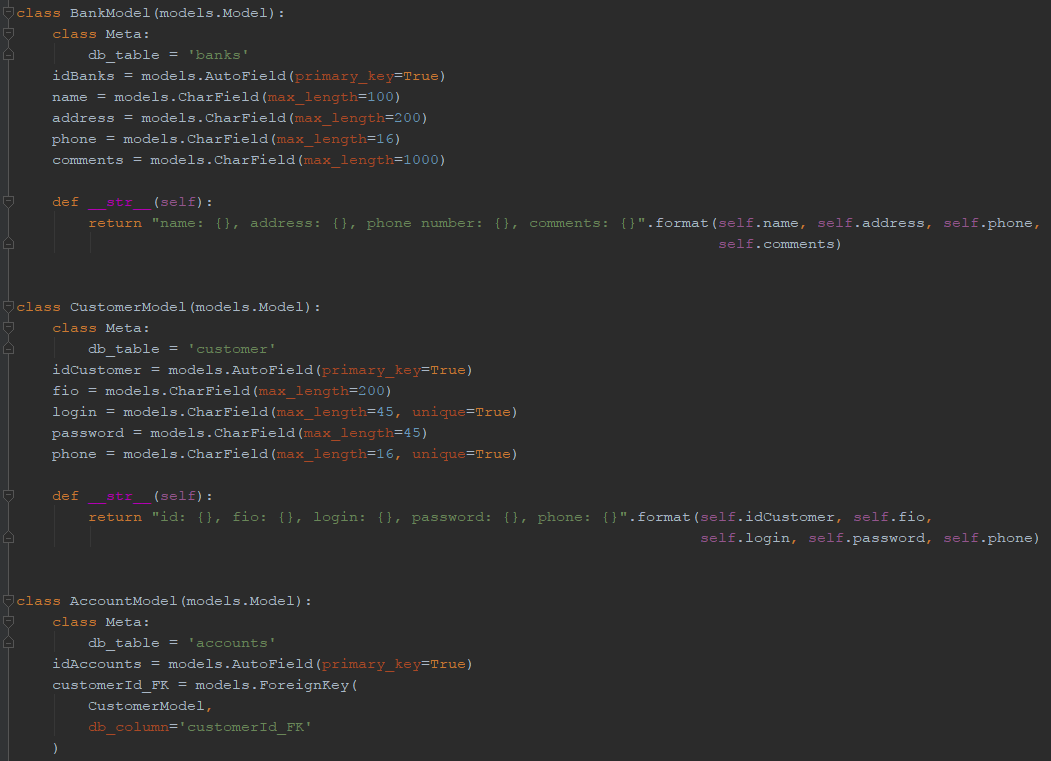 class BankModel(models.Model):
    class Meta:
        db_table = 'banks'
    idBanks = models.AutoField(primary_key=True)
    name = models.CharField(max_length=100)
    address = models.CharField(max_length=200)
    phone = models.CharField(max_length=16)
    comments = models.CharField(max_length=1000)

    def __str__(self):
        return "name: {}, address: {}, phone number: {}, comments: {}".format(self.name, self.address, self.phone,
                                                                              self.comments)


class CustomerModel(models.Model):
    class Meta:
        db_table = 'customer'
    idCustomer = models.AutoField(primary_key=True)
    fio = models.CharField(max_length=200)
    login = models.CharField(max_length=45, unique=True)
    password = models.CharField(max_length=45)
    phone = models.CharField(max_length=16, unique=True)

    def __str__(self):
        return "id: {}, fio: {}, login: {}, password: {}, phone: {}".format(self.idCustomer, self.fio,
                                                                            self.login, self.password, self.phone)


class AccountModel(models.Model):
    class Meta:
        db_table = 'accounts'
    idAccounts = models.AutoField(primary_key=True)
    customerId_FK = models.ForeignKey(
        CustomerModel,
        db_column='customerId_FK'
    )